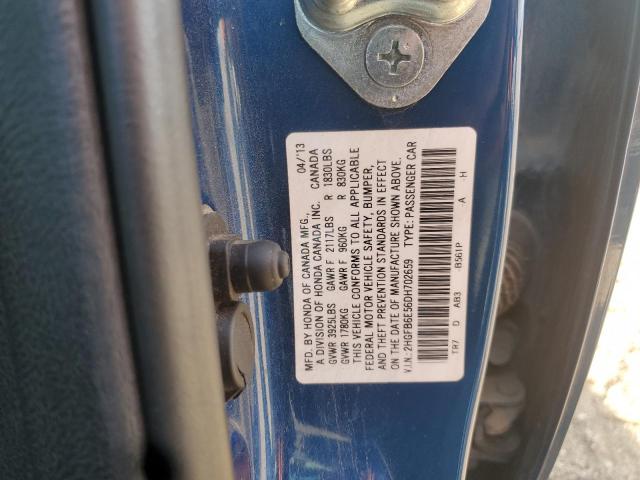 MFD. BY HONDA OF CANADA MFG., 04/'13
A DIVISION OF HONDA CANADA INC. CANADA
GVWR 3925LBS GAWR F 2117LBS R 1830LBS
GVWR 1780KG GAWR F 960KG R 830KG
THIS VEHICLE CONFORMS TO ALL APPLICABLE
FEDERAL MOTOR VEHICLE SAFETY, BUMPER,
AND THEFT PREVENTION STANDARDS IN EFFECT
ON THE DATE OF MANUFACTURE SHOWN ABOVE.
V.I.N.: 2HGFB6E56DH702659 TYPE: PASSENGER CAR
TR7 D AB3 -B561P A H